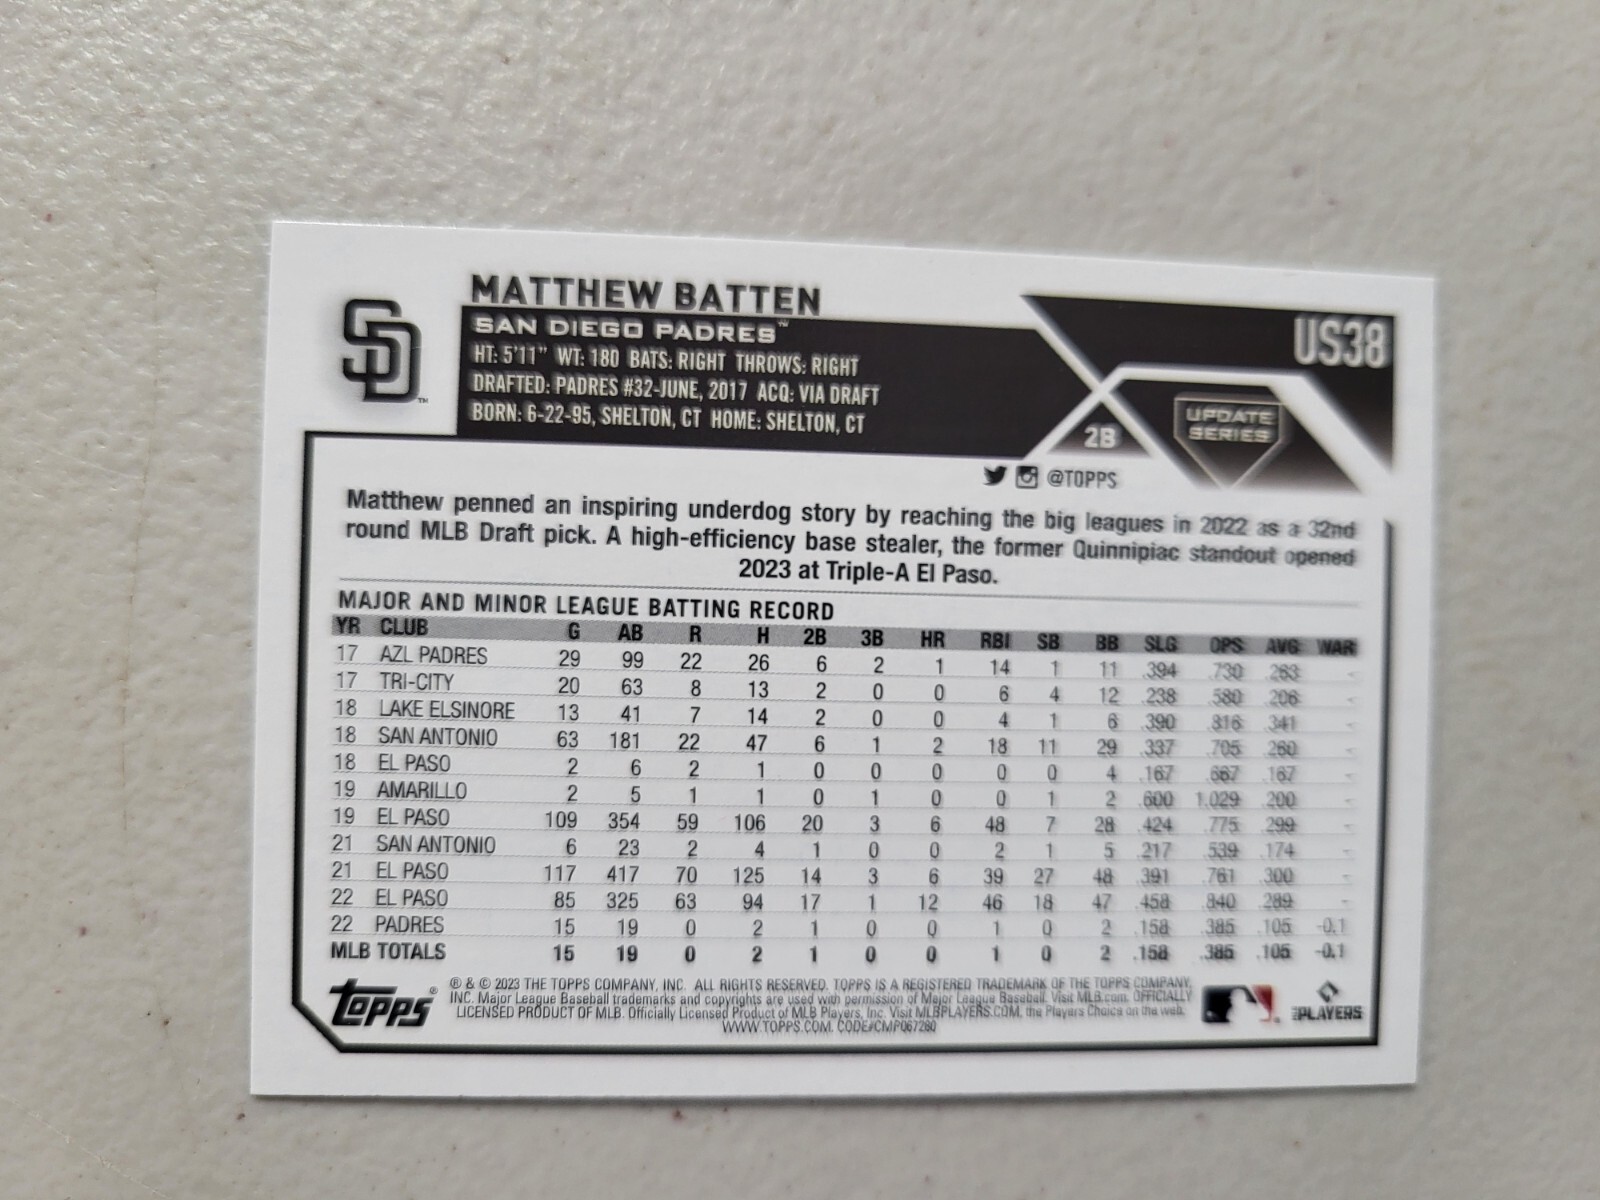 MATTHEW BATTEN
SAN DIEGO PADRES™
HT: 5'11" WT: 180 BATS: RIGHT THROWS: RIGHT
DRAFTED: PADRES #32-JUNE, 2017 ACQ: VIA DRAFT
BORN: 6-22-95, SHELTON, CT HOME: SHELTON, CT
SD™
US38
2B
UPDATE
SERIES
@TOPPS
Matthew penned an inspiring underdog story by reaching the big leagues in 2022 as a 32nd
round MLB Draft pick. A high-efficiency base stealer, the former Quinnipiac standout opened
2023 at Triple-A El Paso.
MAJOR AND MINOR LEAGUE BATTING RECORD
YR CLUB G AB R H 2B 3B HR RBI SB BB SLG OPS AVG WAR
17 AZL PADRES 29 99 22 26 6 2 1 14 1 11 .394 .730 .263 -
17 TRI-CITY 20 63 8 13 2 0 0 6 4 12 .238 .580 .206 -
18 LAKE ELSINORE 13 41 7 14 2 0 0 4 1 6 .390 .816 .341 -
18 SAN ANTONIO 63 181 22 47 6 1 2 18 11 29 .337 .705 .260 -
18 EL PASO 2 6 2 1 0 0 0 0 0 4 .167 .667 .167 -
19 AMARILLO 2 5 1 1 0 1 0 0 1 2 .600 1.029 .200 -
19 EL PASO 109 354 59 106 20 3 6 48 7 28 .424 .775 .299 -
21 SAN ANTONIO 6 23 2 4 1 0 0 2 1 5 .217 .539 .174 -
21 EL PASO 117 417 70 125 14 3 6 39 27 48 .391 .761 .300 -
22 EL PASO 85 325 63 94 17 1 12 46 18 47 .458 .840 .289 -
22 PADRES 15 19 0 2 1 0 0 1 0 2 .158 .385 .105 -0.1
MLB TOTALS 15 19 0 2 1 0 0 1 0 2 .158 .385 .105 -0.1
topps®
® & © 2023 THE TOPPS COMPANY, INC. ALL RIGHTS RESERVED. TOPPS IS A REGISTERED TRADEMARK OF THE TOPPS COMPANY,
INC. Major League Baseball trademarks and copyrights are used with permission of Major League Baseball. Visit MLB.com. OFFICIALLY
LICENSED PRODUCT OF MLB. Officially Licensed Product of MLB Players, Inc. Visit MLBPLAYERS.COM, the Players Choice on the web.
WWW.TOPPS.COM. CODE#CMP067280
PLAYERS